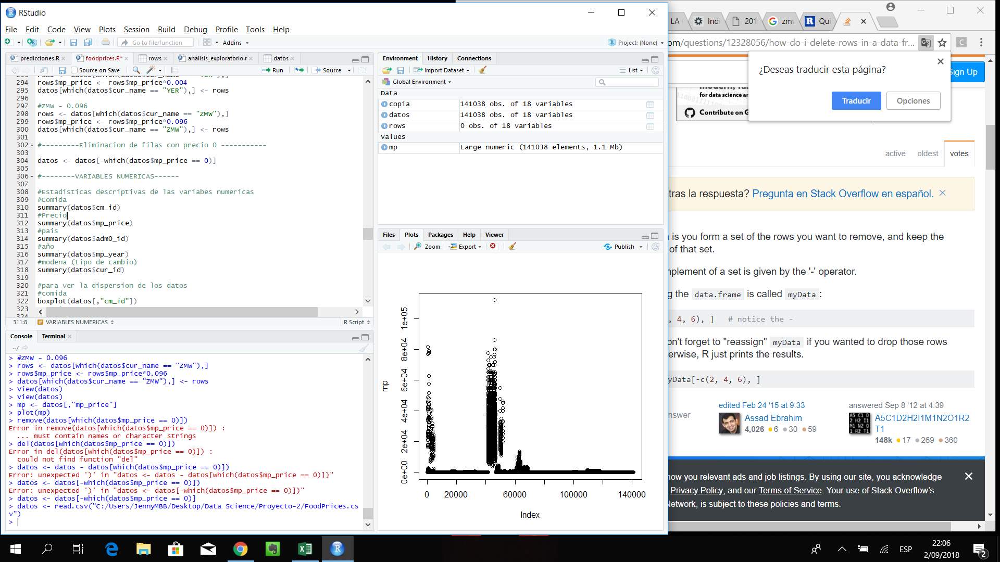 RStudio
File Edit Code View Plots Session Build Debug Profile Tools Help
Go to file/function Addins Project: (None)
predicciones.R foodprices.R* rows analisis_exploratorio.r datos
Source on Save Run Source
293 rows <- datos[which(datos$cur_name == "YER"),]
294 rows$mp_price <- rows$mp_price*0.004
295 datos[which(datos$cur_name == "YER"),] <- rows
296
297 #ZMW - 0.096
298 rows <- datos[which(datos$cur_name == "ZMW"),]
299 rows$mp_price <- rows$mp_price*0.096
300 datos[which(datos$cur_name == "ZMW"),] <- rows
301
302 #---------Eliminacion de filas con precio 0 -----------
303
304 datos <- datos[-which(datos$mp_price == 0)]
305
306 #--------VARIABLES NUMERICAS------
307
308 #Estadisticas descriptivas de las variabes numericas
309 #Comida
310 summary(datos$cm_id)
311 #Precio
312 summary(datos$mp_price)
313 #pais
314 summary(datos$adm0_id)
315 #año
316 summary(datos$mp_year)
317 #modena (tipo de cambio)
318 summary(datos$cur_id)
319
320 #para ver la dispersion de los datos
321 #comida
322 boxplot(datos[,"cm_id"])
323
324
311:8 VARIABLES NUMERICAS R Script
Console Terminal
~/
> #ZMW - 0.096
> rows <- datos[which(datos$cur_name == "ZMW"),]
> rows$mp_price <- rows$mp_price*0.096
> datos[which(datos$cur_name == "ZMW"),] <- rows
> View(datos)
> View(datos)
> mp <- datos[,"mp_price"]
> plot(mp)
> remove(datos[which(datos$mp_price == 0)])
Error in remove(datos[which(datos$mp_price == 0)]) :
... must contain names or character strings
> del(datos[which(datos$mp_price == 0)])
Error in del(datos[which(datos$mp_price == 0)]) :
could not find function "del"
> datos <- datos - datos[which(datos$mp_price == 0)])
Error: unexpected ')' in "datos <- datos - datos[which(datos$mp_price == 0)])"
> datos <- datos[-which(datos$mp_price == 0)])
Error: unexpected ')' in "datos <- datos[-which(datos$mp_price == 0)])"
> datos <- datos[-which(datos$mp_price == 0)]
> datos <- read.csv("C:/Users/JennyMBB/Desktop/Data Science/Proyecto-2/FoodPrices.cs
v")
>
Environment History Connections
Import Dataset List
Global Environment
Data
copia 141038 obs. of 18 variables
datos 141038 obs. of 18 variables
rows 0 obs. of 18 variables
Values
mp Large numeric (141038 elements, 1.1 Mb)
Files Plots Packages Help Viewer
Zoom Export Publish
mp
0e+00 2e+04 4e+04 6e+04 8e+04 1e+05
0 20000 60000 100000 140000
Index
LA Indi 201 zmw Qui
om/questions/12328056/how-do-i-delete-rows-in-a-data-fr...
¿Deseas traducir esta página?
Traducir Opciones
Sign Up
for data science an
Contribute on G
active oldest votes
tras la respuesta? Pregunta en Stack Overflow en español.
is you form a set of the rows you want to remove, and keep the
of that set.
mplement of a set is given by the '-' operator.
g the data.frame is called myData :
, 4, 6), ] # notice the -
on't forget to "reassign" myData if you wanted to drop those rows
erwise, R just prints the results.
yData[-c(2, 4, 6), ]
nswer
edited Feb 24 '15 at 9:33
Assad Ebrahim
4,026 6 30 59
answered Sep 8 '12 at 4:39
A5C1D2H2I1M1N2O1R2
T1
148k 17 269 360
how you relevant ads and job listings. By using our site, you acknowledge
Privacy Policy, and our Terms of Service. Your use of Stack Overflow's
Network, is subject to these policies and terms.
ESP
22:06
2/09/2018
2